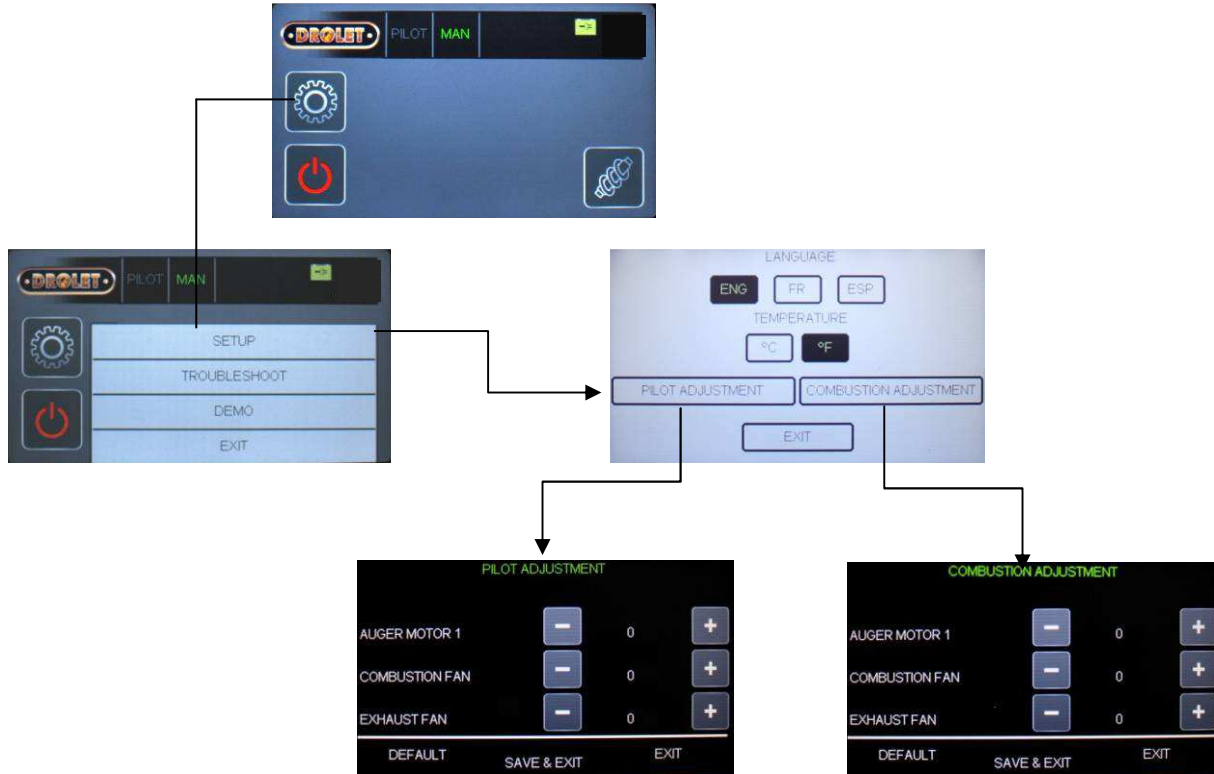 DROLET PILOT MAN
DROLET PILOT MAN
SETUP
TROUBLESHOOT
DEMO
EXIT
LANGUAGE
ENG FR ESP
TEMPERATURE
°C °F
PILOT ADJUSTMENT COMBUSTION ADJUSTMENT
EXIT
PILOT ADJUSTMENT
AUGER MOTOR 1 - 0 +
COMBUSTION FAN - 0 +
EXHAUST FAN - 0 +
DEFAULT SAVE & EXIT EXIT
COMBUSTION ADJUSTMENT
AUGER MOTOR 1 - 0 +
COMBUSTION FAN - 0 +
EXHAUST FAN - 0 +
DEFAULT SAVE & EXIT EXIT